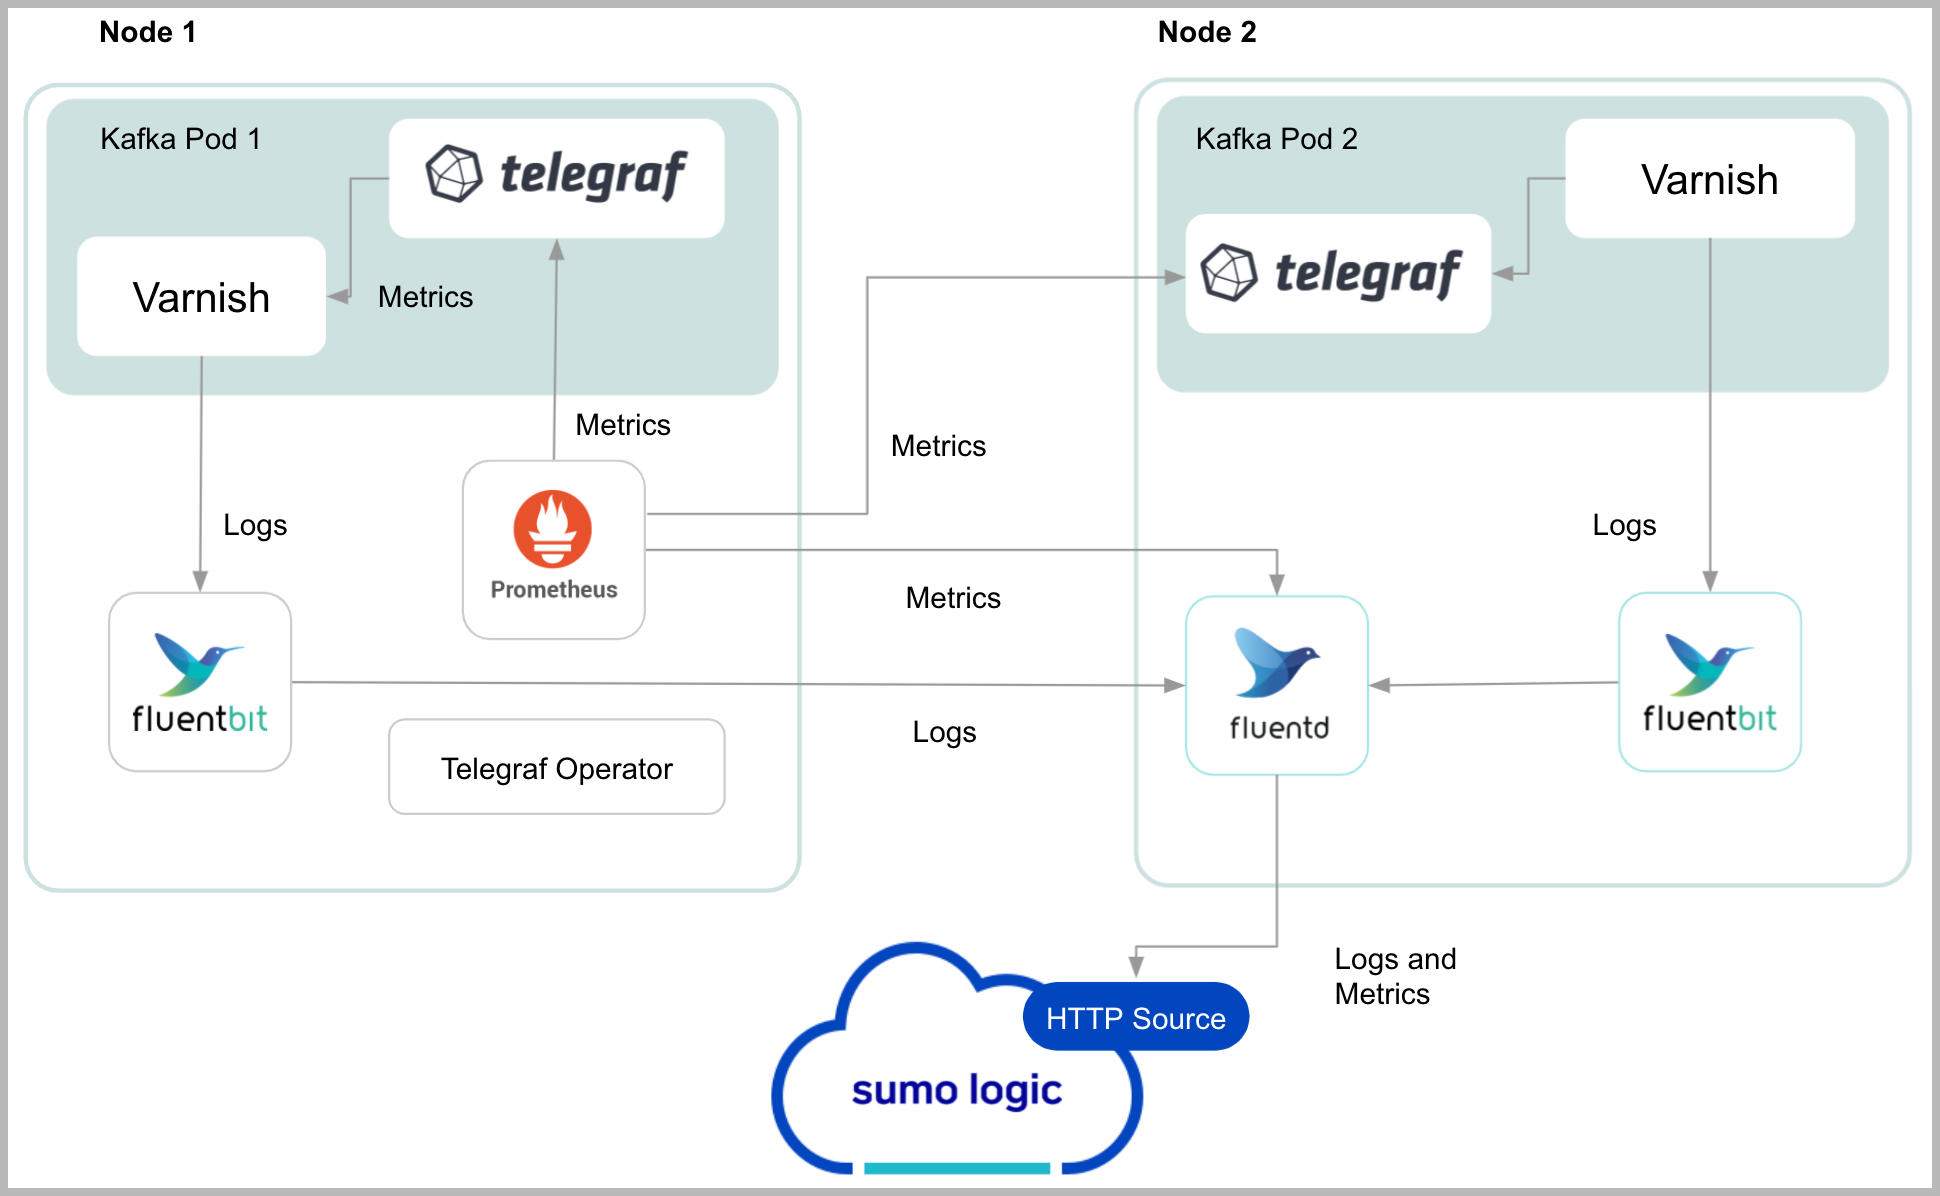 Node 1
Node 2
Kafka Pod 1
telegraf
Varnish
Metrics
Kafka Pod 2
Varnish
telegraf
Metrics
Metrics
Logs
Logs
Prometheus
Metrics
fluentbit
fluentd
fluentbit
Logs
Telegraf Operator
Logs and
Metrics
HTTP Source
sumo logic